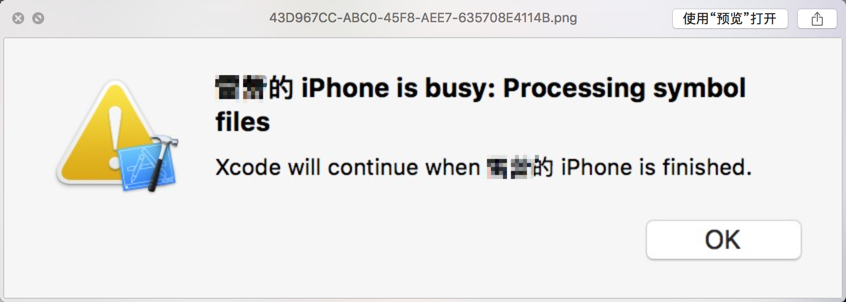 43D967CC-ABC0-45F8-AEE7-635708E4114B.png
使用“预览”打开
的 iPhone is busy: Processing symbol
files
Xcode will continue when 的 iPhone is finished.
OK